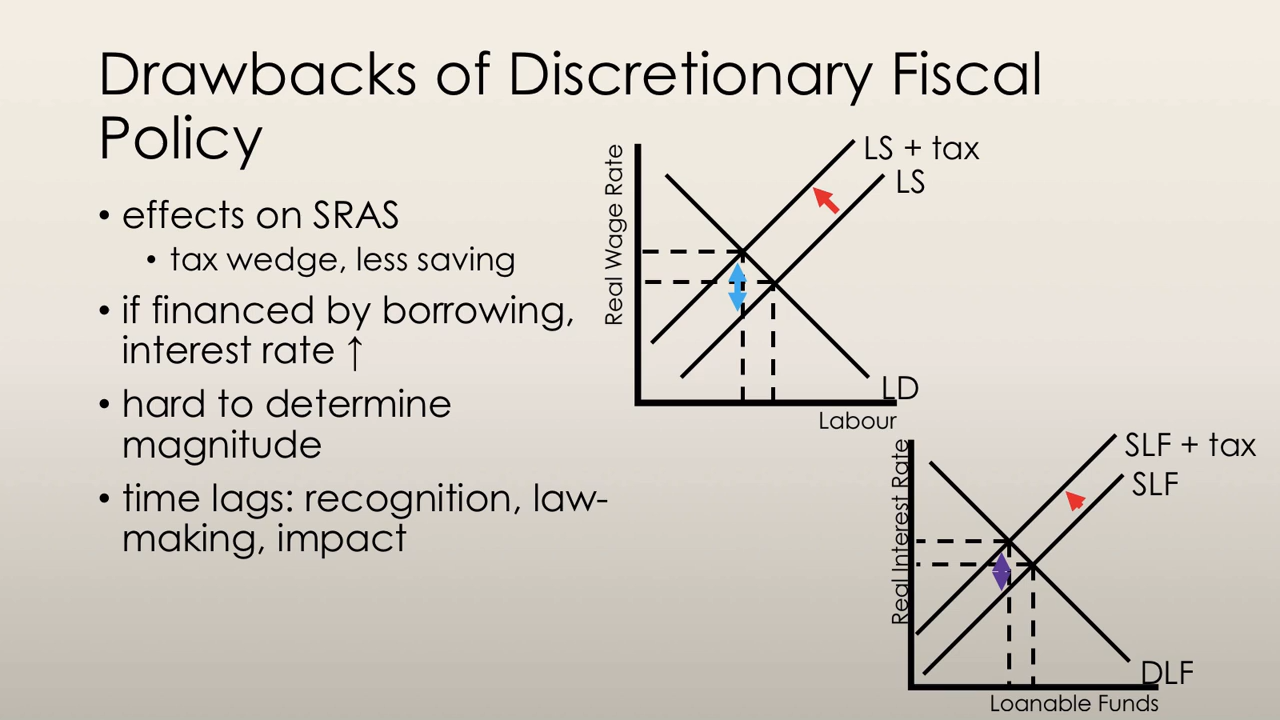 Drawbacks of Discretionary Fiscal
Policy
• effects on SRAS
• tax wedge, less saving
• if financed by borrowing,
interest rate ↑
• hard to determine
magnitude
• time lags: recognition, law-
making, impact
Real Wage Rate
LS + tax
LS
LD
Labour
Real Interest Rate
SLF + tax
SLF
DLF
Loanable Funds